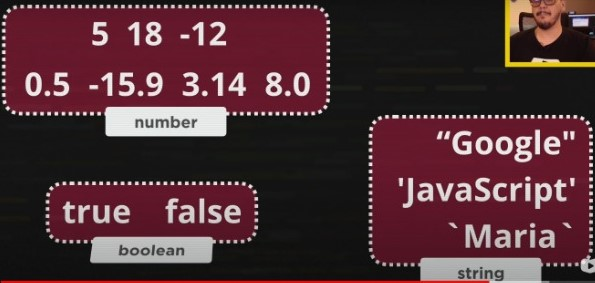 5 18 -12
0.5 -15.9 3.14 8.0
number
true false
boolean
“Google"
'JavaScript'
`Maria`
string